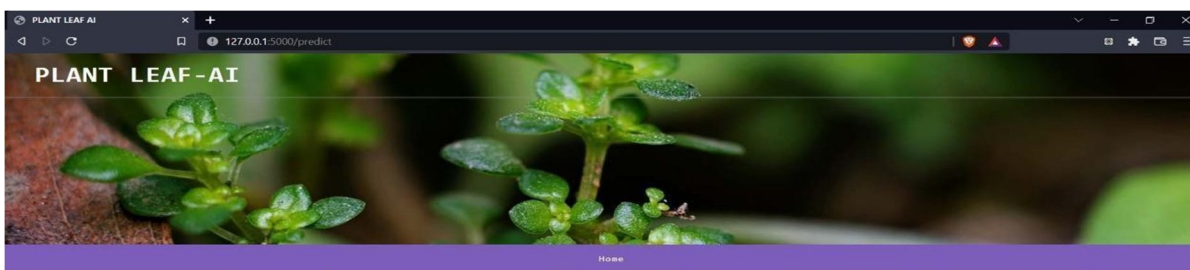 PLANT LEAF AI
127.0.0.1:5000/predict
PLANT LEAF-AI
Home